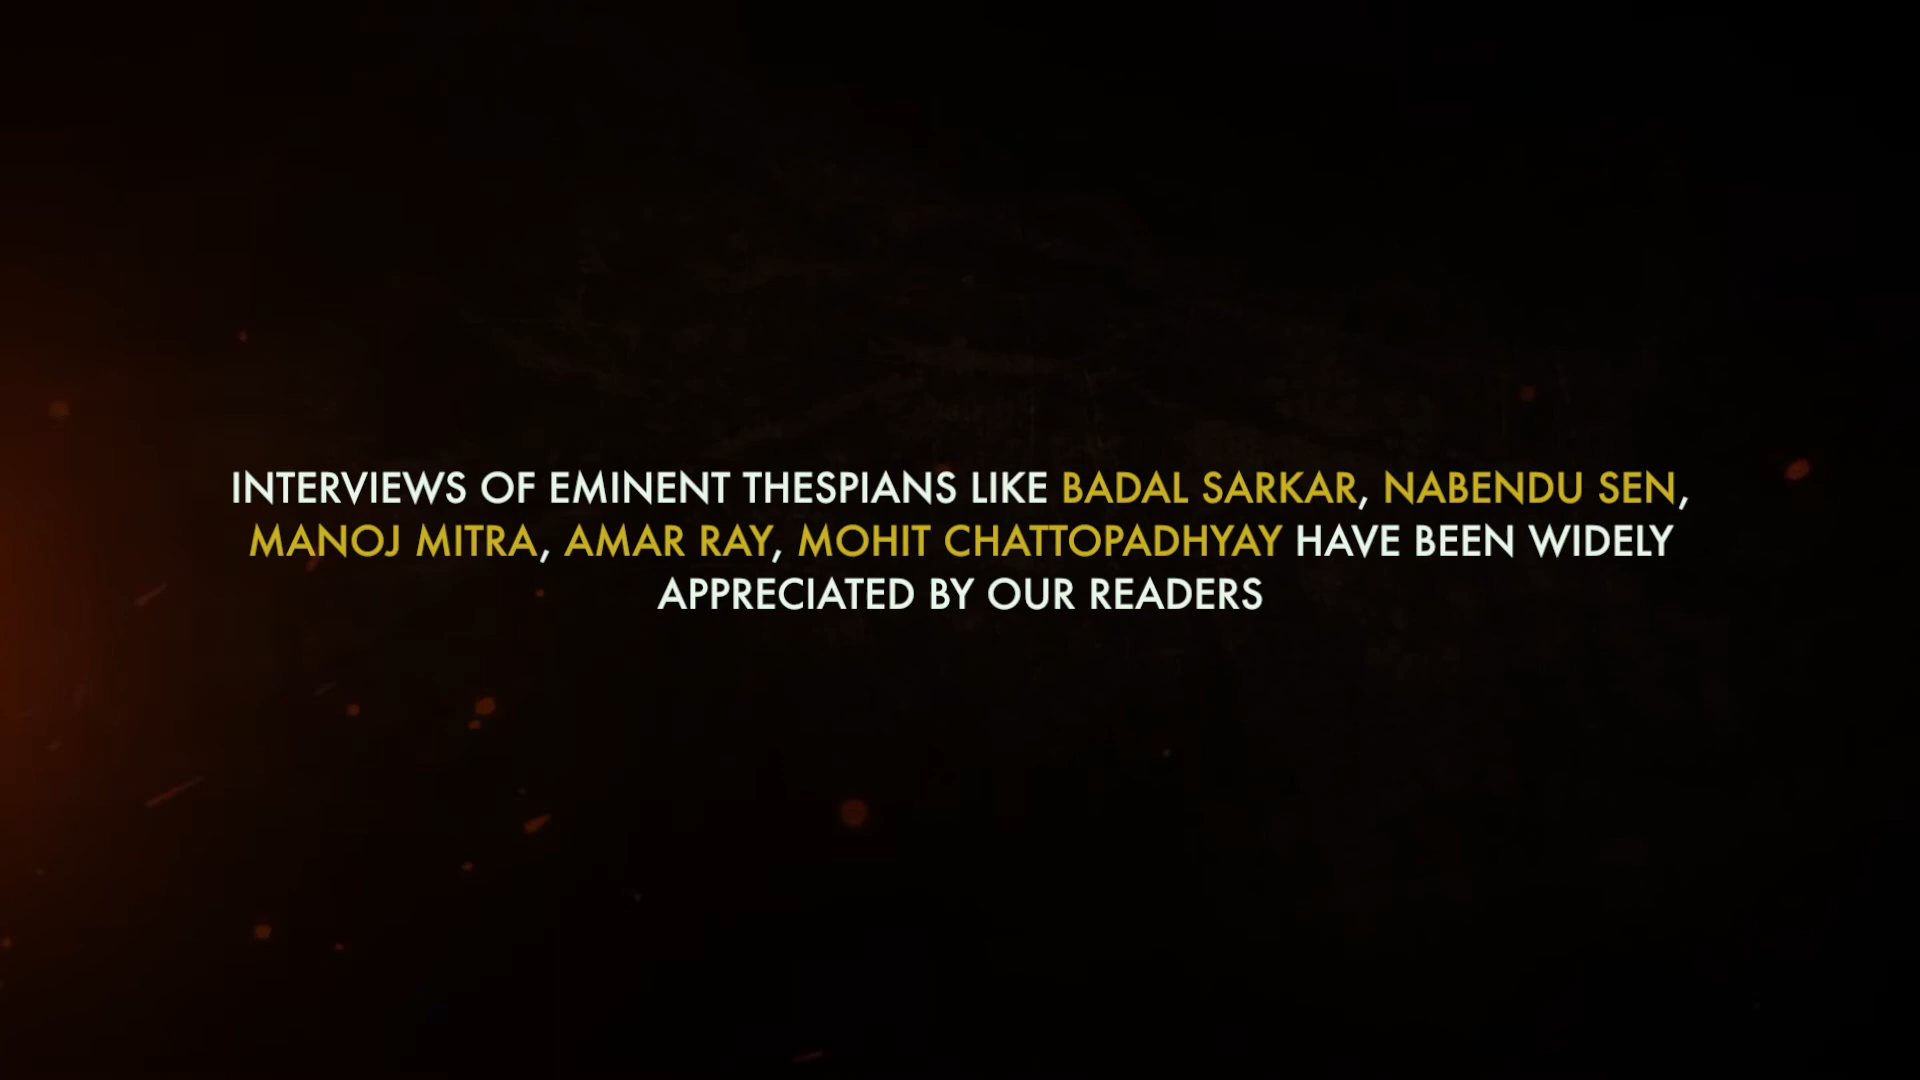 INTERVIEWS OF EMINENT THESPIANS LIKE BADAL SARKAR, NABENDU SEN,
MANOJ MITRA, AMAR RAY, MOHIT CHATTOPADHYAY HAVE BEEN WIDELY
APPRECIATED BY OUR READERS